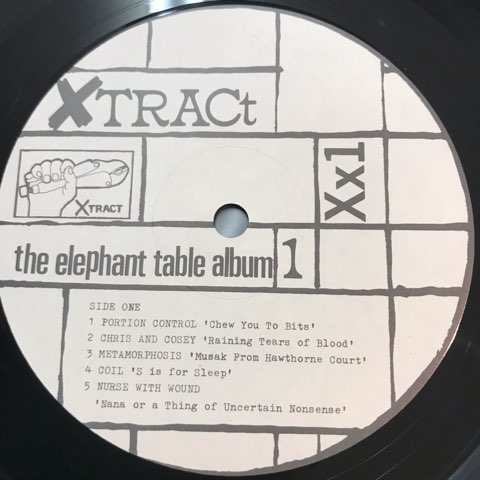 XTRACt
XTRACT
Xx1
the elephant table album 1
SIDE ONE
1 PORTION CONTROL 'Chew You To Bits'
2 CHRIS AND COSEY 'Raining Tears of Blood'
3 METAMORPHOSIS 'Musak From Hawthorne Court'
4 COIL 'S is for Sleep'
5 NURSE WITH WOUND
'Nana or a Thing of Uncertain Nonsense'